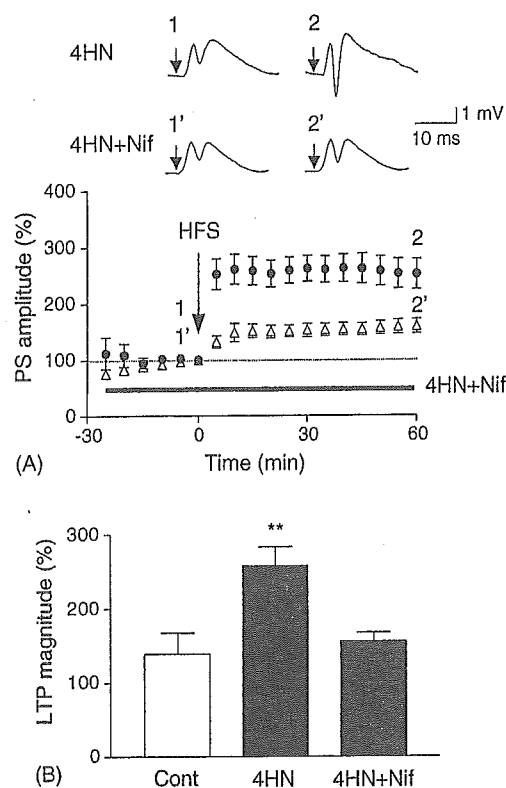 1 2
4HN
1 mV
10 ms
1' 2'
4HN+Nif
400
300
200
100
0
PS amplitude (%)
HFS
1
1'
2
2'
4HN+Nif
-30 0 30 60
Time (min)
(A)
**
300
200
100
0
LTP magnitude (%)
Cont 4HN 4HN+Nif
(B)